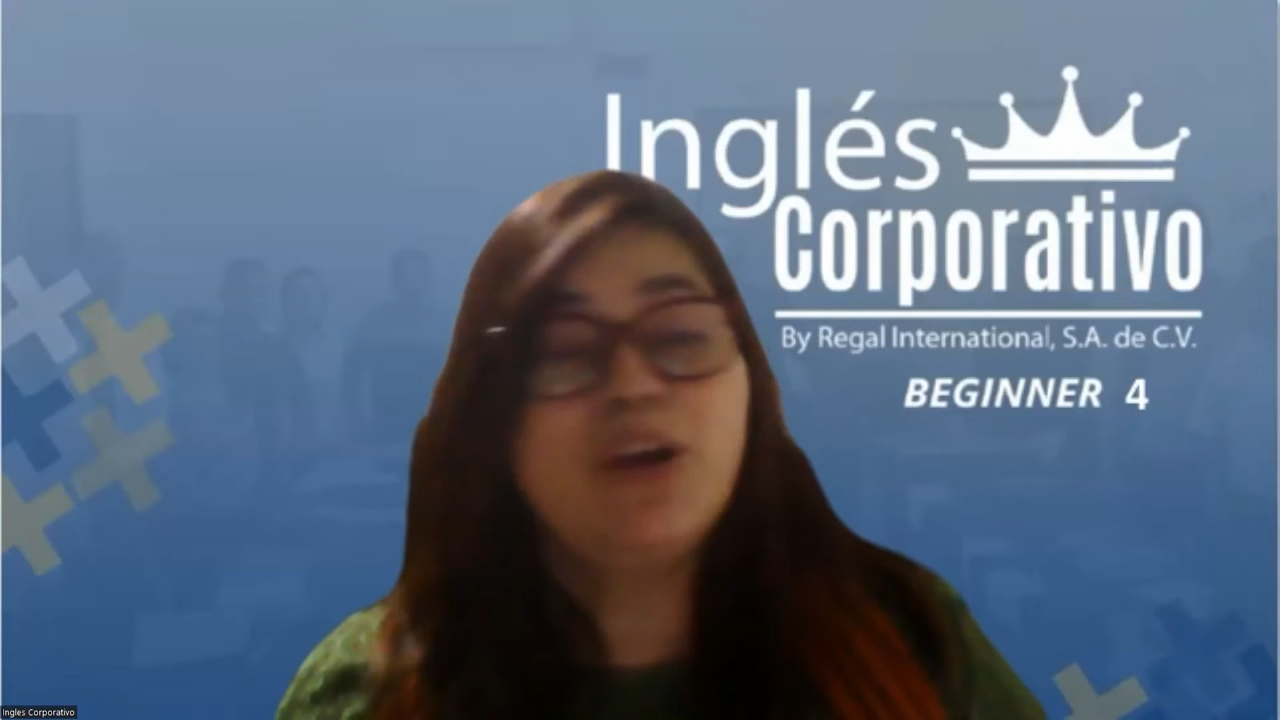 Inglés
Corporativo
By Regal International, S.A. de C.V.
BEGINNER 4
Ingles Corporativo